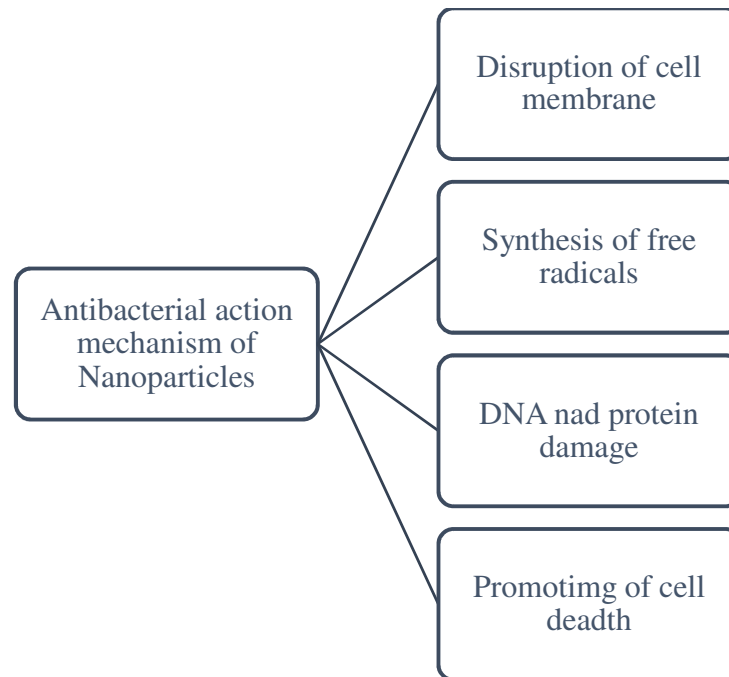 Antibacterial action
mechanism of
Nanoparticles
Disruption of cell
membrane
Synthesis of free
radicals
DNA nad protein
damage
Promotimg of cell
deadth